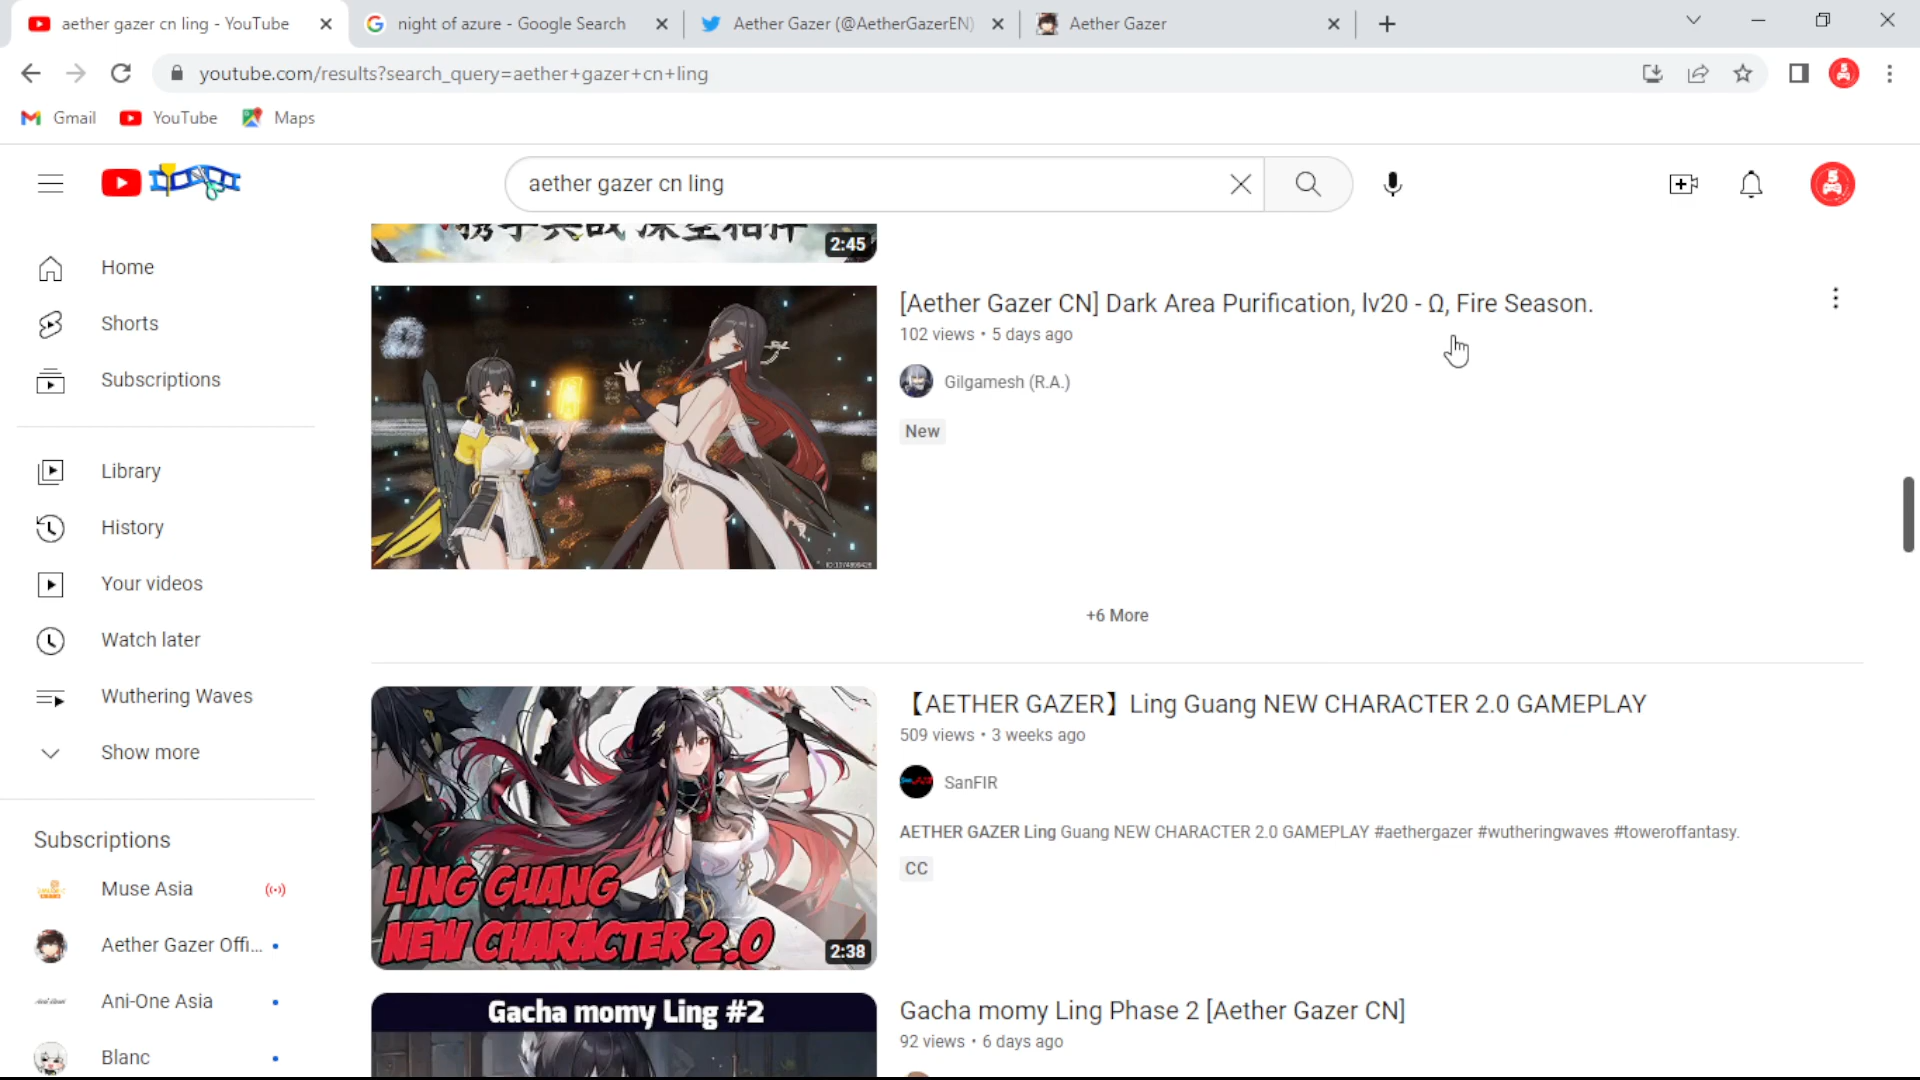 aether gazer cn ling - YouTube
night of azure - Google Search
Aether Gazer (@AetherGazerEN)
Aether Gazer
youtube.com/results?search_query=aether+gazer+cn+ling
Gmail
YouTube
Maps
aether gazer cn ling
Home
Shorts
Subscriptions
Library
History
Your videos
Watch later
Wuthering Waves
Show more
Subscriptions
Muse Asia
Aether Gazer Offi...
Ani-One Asia
Blanc
2:45
[Aether Gazer CN] Dark Area Purification, lv20 - Ω, Fire Season.
102 views • 5 days ago
Gilgamesh (R.A.)
New
+6 More
LING GUANG
NEW CHARACTER 2.0
2:38
【AETHER GAZER】Ling Guang NEW CHARACTER 2.0 GAMEPLAY
509 views • 3 weeks ago
SanFIR
AETHER GAZER Ling Guang NEW CHARACTER 2.0 GAMEPLAY #aethergazer #wutheringwaves #toweroffantasy.
CC
Gacha momy Ling #2
Gacha momy Ling Phase 2 [Aether Gazer CN]
92 views • 6 days ago